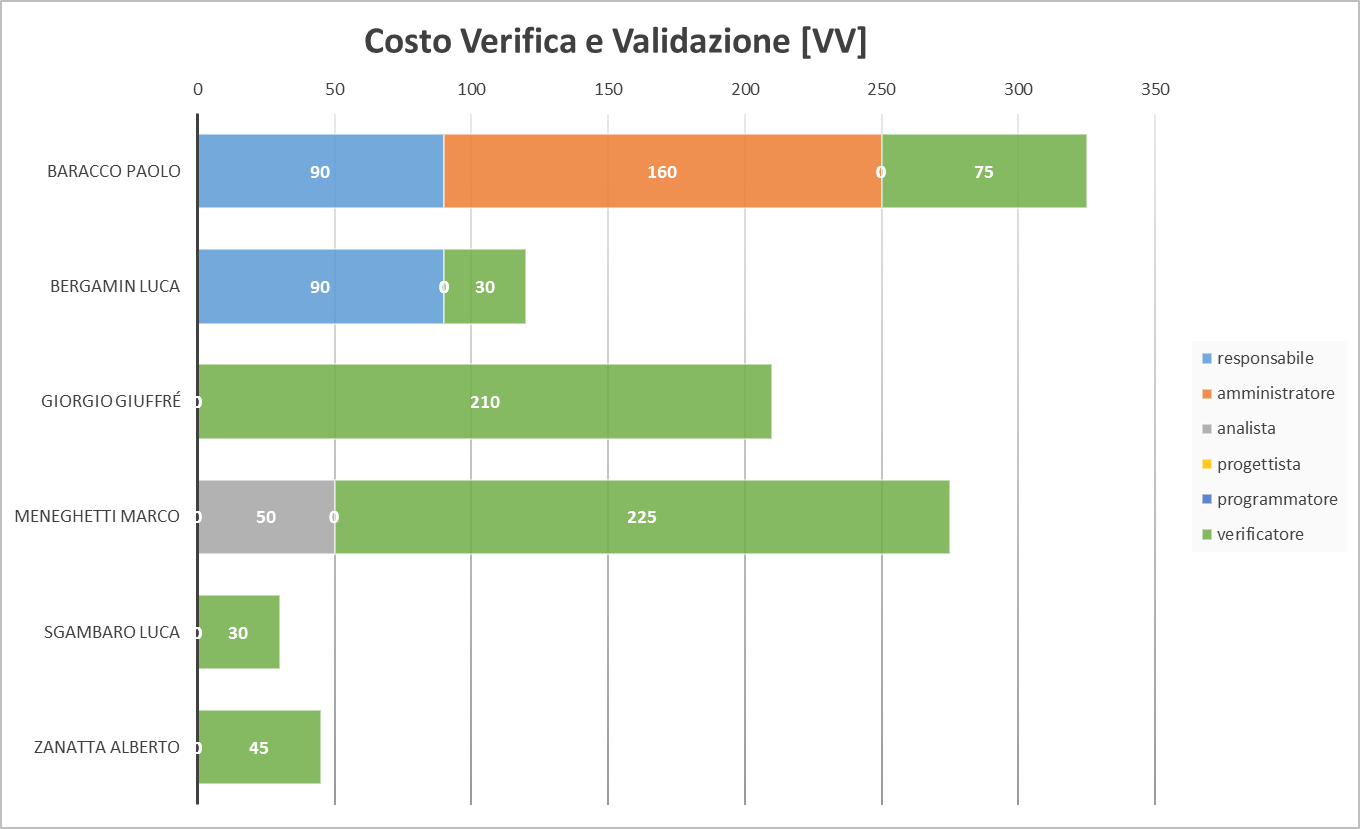 Costo Verifica e Validazione [VV]
0 50 100 150 200 250 300 350
BARACCO PAOLO 90 160 0 75
BERGAMIN LUCA 90 0 30
GIORGIO GIUFFRÉ 0 210
MENEGHETTI MARCO 0 50 0 225
SGAMBARO LUCA 0 30
ZANATTA ALBERTO 0 45
responsabile
amministratore
analista
progettista
programmatore
verificatore